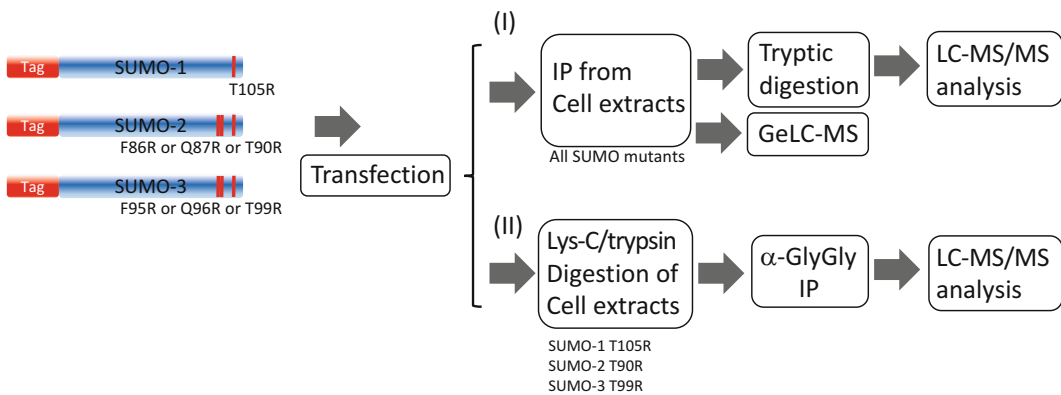 Tag SUMO-1
T105R
Tag SUMO-2
F86R or Q87R or T90R
Tag SUMO-3
F95R or Q96R or T99R
Transfection
(I)
IP from
Cell extracts
All SUMO mutants
Tryptic
digestion
LC-MS/MS
analysis
GeLC-MS
(II)
Lys-C/trypsin
Digestion of
Cell extracts
SUMO-1 T105R
SUMO-2 T90R
SUMO-3 T99R
α-GlyGly
IP
LC-MS/MS
analysis